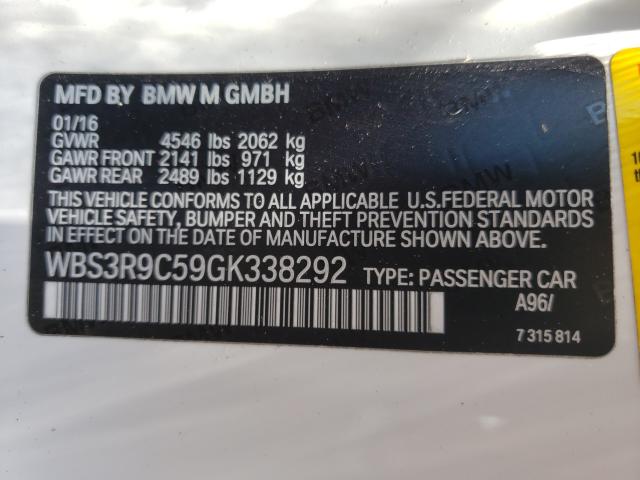 MFD BY BMW M GMBH
01/16
GVWR 4546 lbs 2062 kg
GAWR FRONT 2141 lbs 971 kg
GAWR REAR 2489 lbs 1129 kg
THIS VEHICLE CONFORMS TO ALL APPLICABLE U.S.FEDERAL MOTOR
VEHICLE SAFETY, BUMPER AND THEFT PREVENTION STANDARDS
IN EFFECT ON THE DATE OF MANUFACTURE SHOWN ABOVE.
WBS3R9C59GK338292 TYPE: PASSENGER CAR
A96/
7 315 814